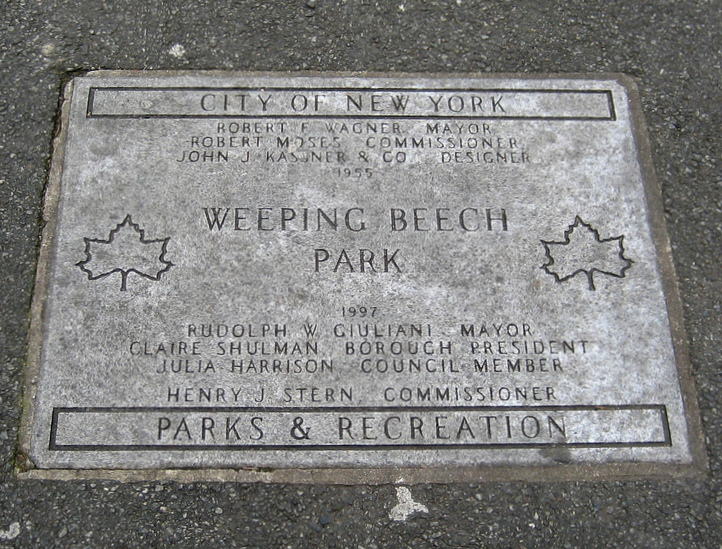 CITY OF NEW YORK
ROBERT F WAGNER MAYOR
ROBERT MOSES COMMISSIONER
JOHN J KASSNER & CO DESIGNER
1955
WEEPING BEECH
PARK
1997
RUDOLPH W GIULIANI MAYOR
CLAIRE SHULMAN BOROUGH PRESIDENT
JULIA HARRISON COUNCIL MEMBER
HENRY J STERN COMMISSIONER
PARKS & RECREATION